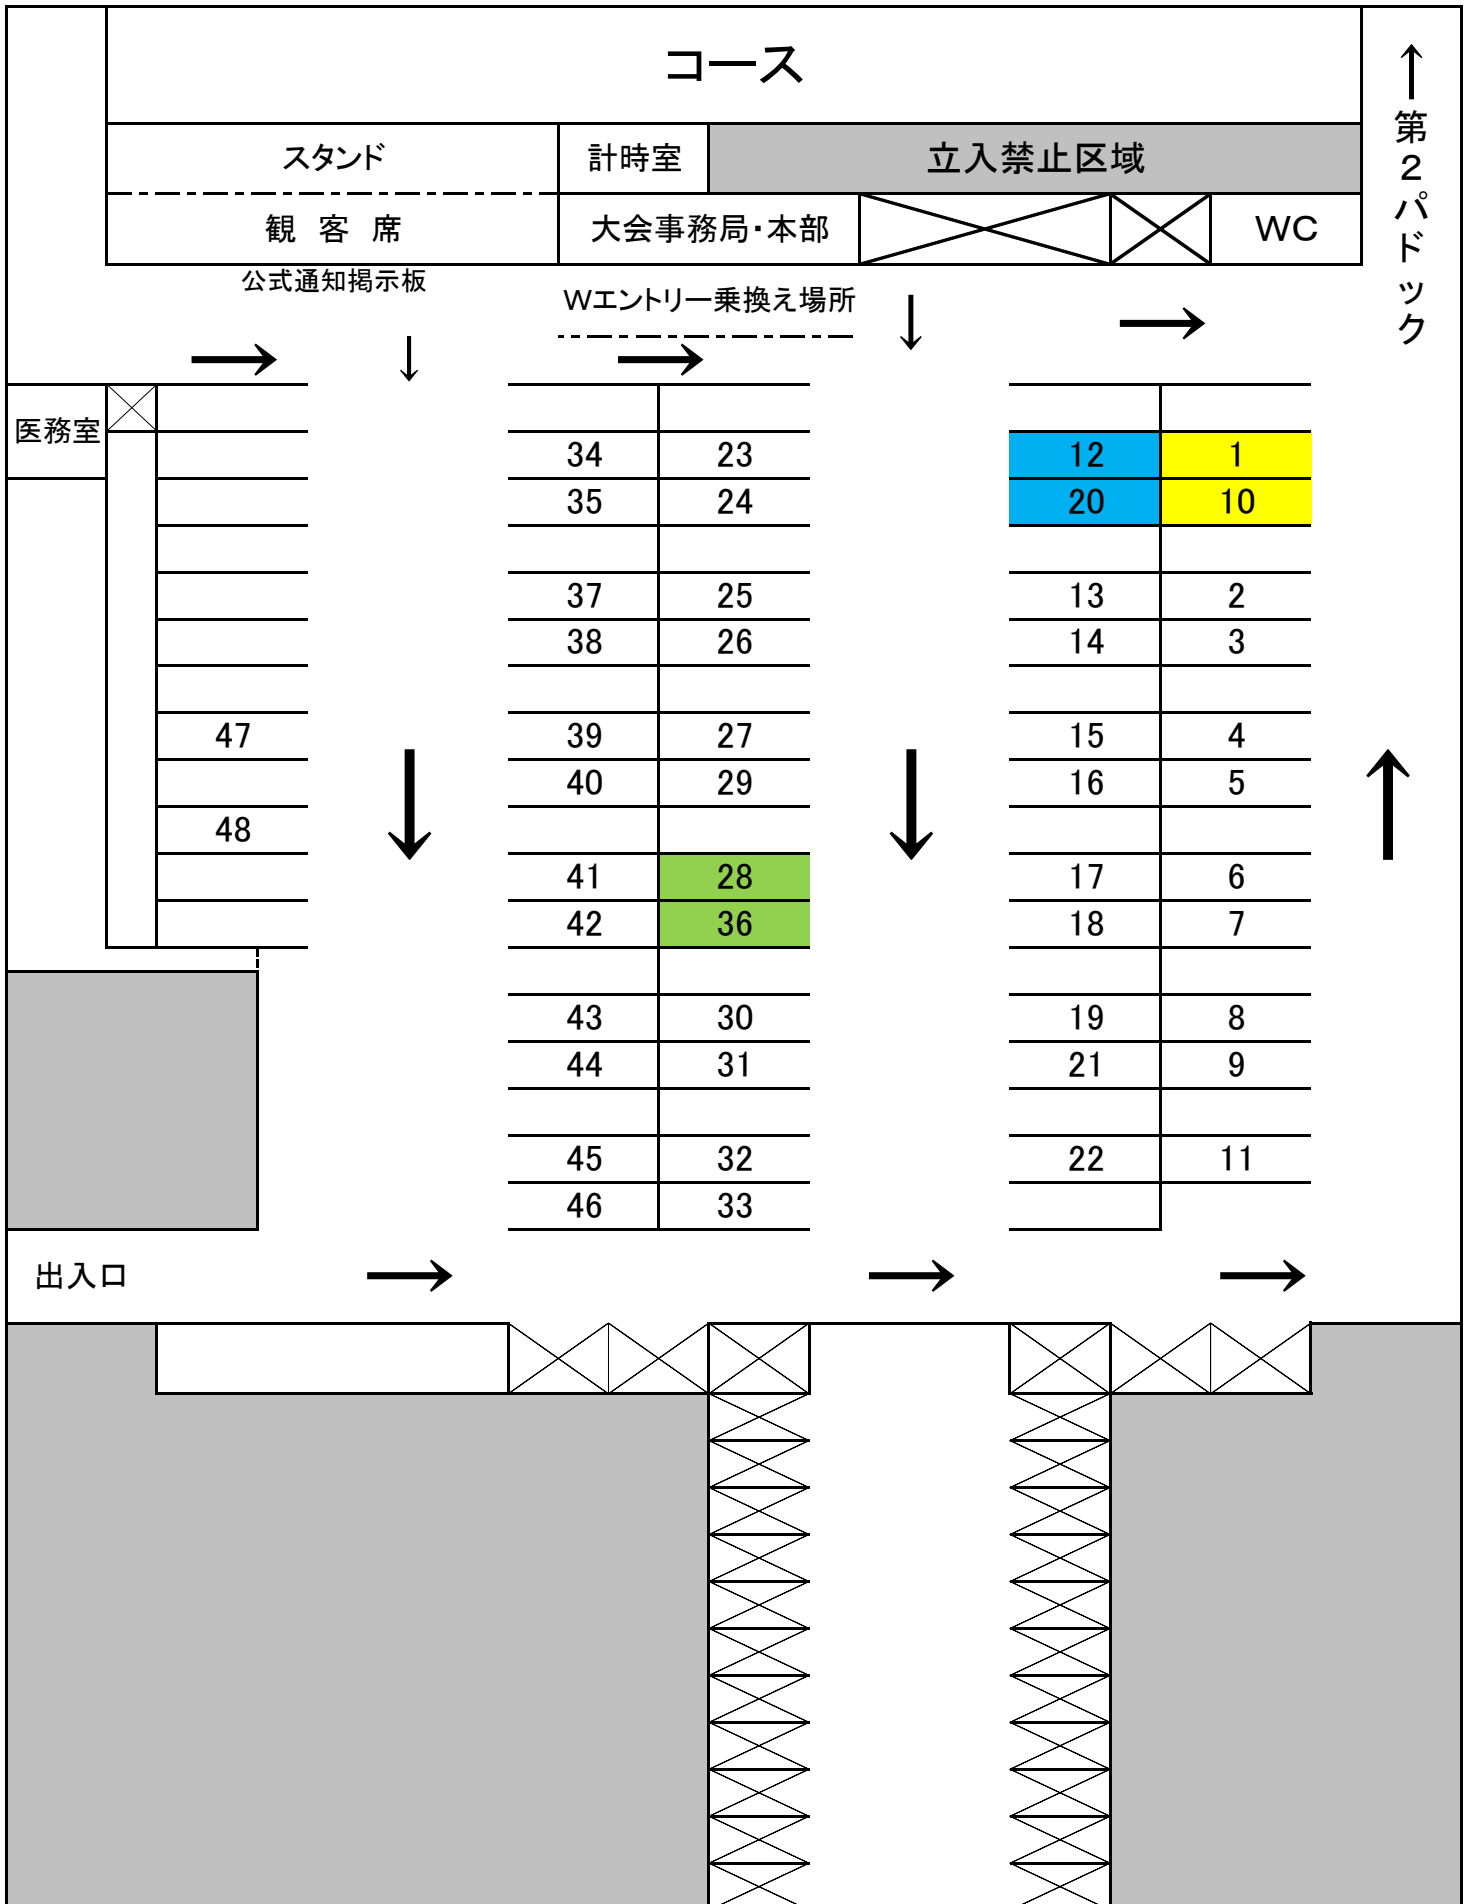 コース
スタンド 計時室 立入禁止区域
観 客 席 大会事務局・本部 WC
↑第2パドック
公式通知掲示板
Wエントリー乗換え場所
→ ↓ → ↓ →
医務室
34 23 12 1
35 24 20 10
37 25 13 2
38 26 14 3
47 39 27 15 4
40 29 16 5
48
↓ ↓ ↑
41 28 17 6
42 36 18 7
43 30 19 8
44 31 21 9
45 32 22 11
46 33
出入口 → → →